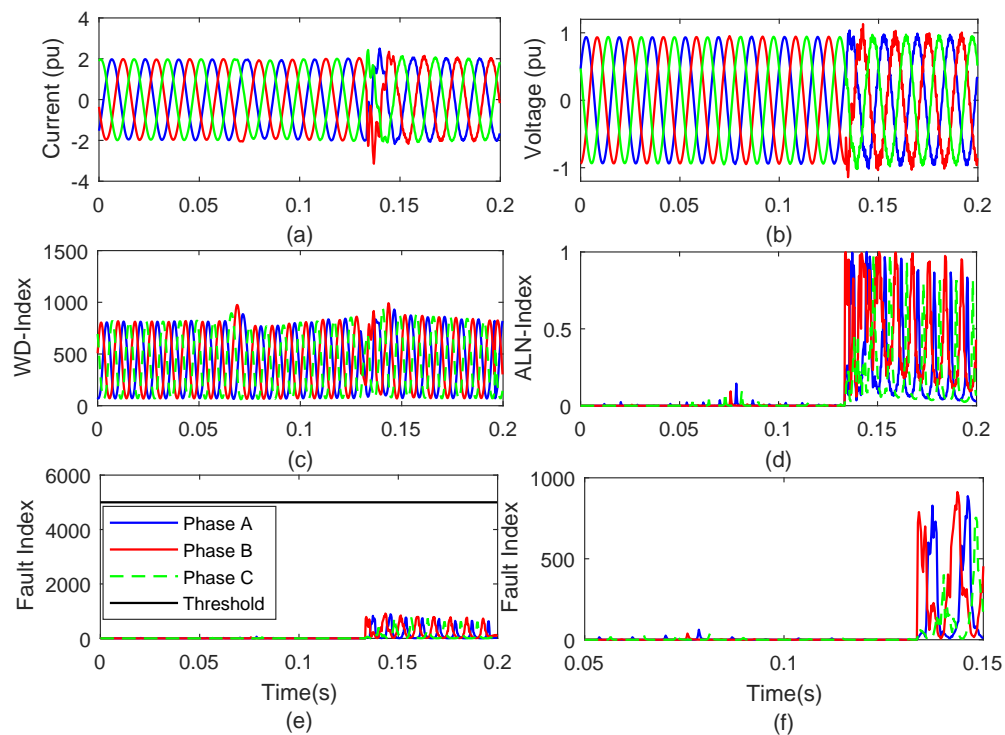 Current (pu)
4
2
0
-2
-4
0
0.05
0.1
0.15
0.2
(a)
Voltage (pu)
1
0
-1
0
0.05
0.1
0.15
0.2
(b)
WD-Index
1500
1000
500
0
0
0.05
0.1
0.15
0.2
(c)
ALN-Index
1
0.5
0
0
0.05
0.1
0.15
0.2
(d)
Fault Index
6000
4000
2000
0
Phase A
Phase B
Phase C
Threshold
0
0.05
0.1
0.15
0.2
Time(s)
(e)
Fault Index
1000
500
0
0.05
0.1
0.15
Time(s)
(f)